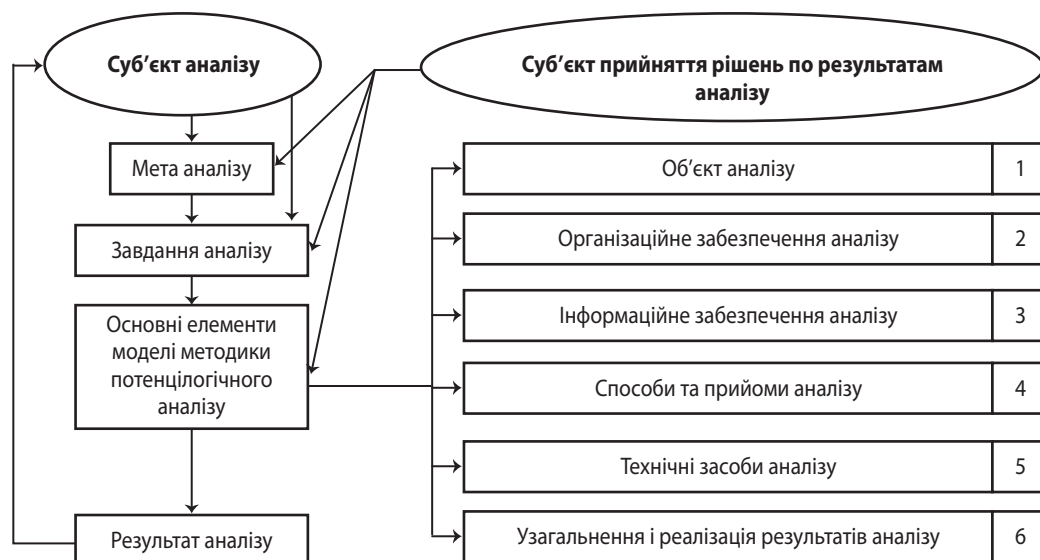 Суб’єкт аналізу
Суб’єкт прийняття рішень по результатам
аналізу
Мета аналізу
Завдання аналізу
Основні елементи
моделі методики
потенцілогічного
аналізу
Результат аналізу
Об’єкт аналізу 1
Організаційне забезпечення аналізу 2
Інформаційне забезпечення аналізу 3
Способи та прийоми аналізу 4
Технічні засоби аналізу 5
Узагальнення і реалізація результатів аналізу 6